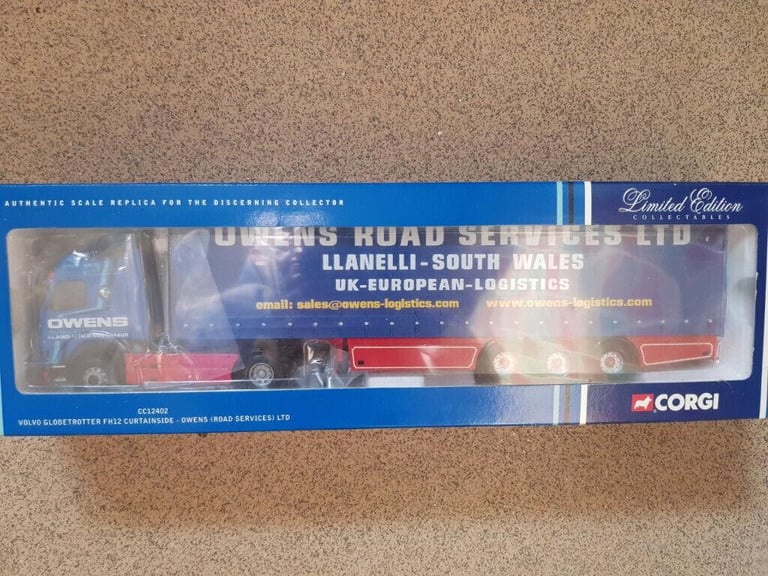 AUTHENTIC SCALE REPLICA FOR THE DISCERNING COLLECTOR
Limited Edition
COLLECTABLES
OWENS ROAD SERVICES LTD
LLANELLI-SOUTH WALES
UK-EUROPEAN-LOGISTICS
email: sales@owens-logistics.com www.owens-logistics.com
OWENS
CC12402
VOLVO GLOBETROTTER FH12 CURTAINSIDE - OWENS (ROAD SERVICES) LTD
CORGI